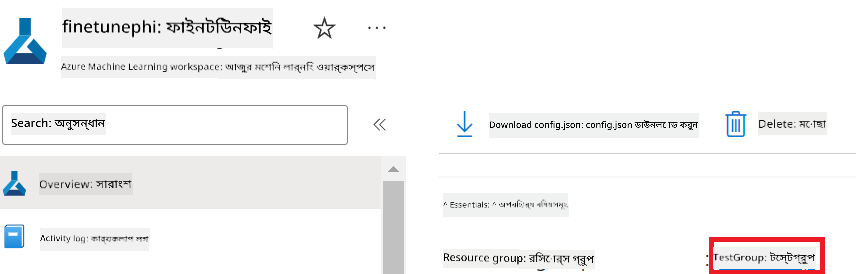 finetunephi: ফাইনটিউনফাই
Azure Machine Learning workspace: আজুর মেশিন লার্নিং ওয়ার্কস্পেসে
Search: অনুসন্ধান
Overview: সারাংশ
Activity log: কার্যকলাপ লগ
Download config.json: config.json ডাউনলোড করুন
Delete: মোছা
^ Essentials: ^ অপরিহার্য বিষয়সমূহ
Resource group: রিসোর্স গ্রুপ
: TestGroup: টেস্টগ্রুপ